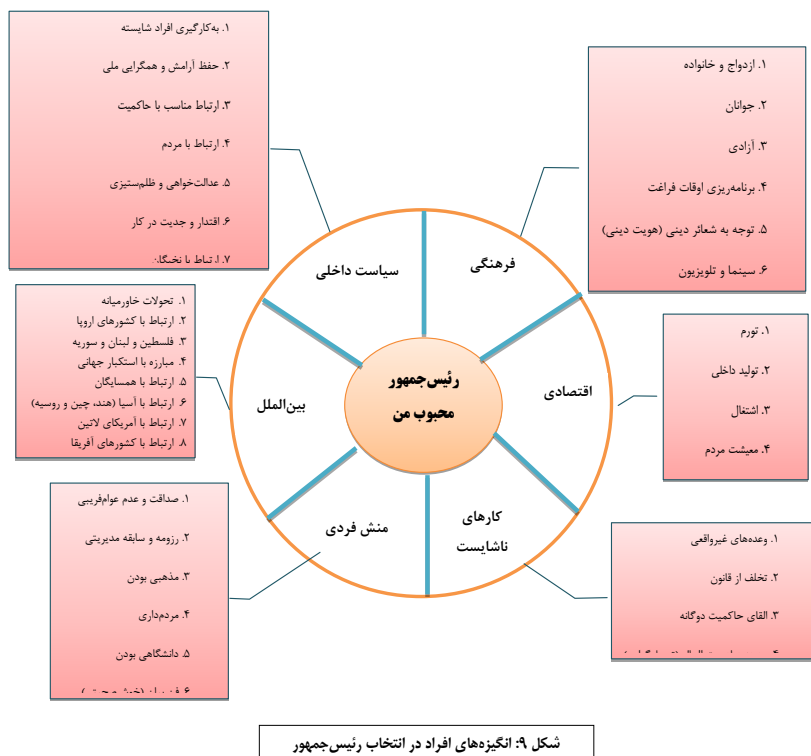 ۱. به‌کارگیری افراد شایسته
۲. حفظ آرامش و همگرایی ملی
۳. ارتباط مناسب با حاکمیت
۴. ارتباط با مردم
۵. عدالت‌خواهی و ظلم‌ستیزی
۶. اقتدار و جدیت در کار
۷. ارتباط با نخبگان
۱. ازدواج و خانواده
۲. جوانان
۳. آزادی
۴. برنامه‌ریزی اوقات فراغت
۵. توجه به شعائر دینی (هویت دینی)
۶. سینما و تلویزیون
سیاست داخلی
فرهنگی
۱. تحولات خاورمیانه
۲. ارتباط با کشورهای اروپا
۳. فلسطین و لبنان و سوریه
۴. مبارزه با استکبار جهانی
۵. ارتباط با همسایگان
۶. ارتباط با آسیا (هند، چین و روسیه)
۷. ارتباط با آمریکای لاتین
۸. ارتباط با کشورهای آفریقا
بین‌الملل
رئیس‌جمهور
محبوب من
اقتصادی
۱. تورم
۲. تولید داخلی
۳. اشتغال
۴. معیشت مردم
۱. صداقت و عدم عوام‌فریبی
۲. رزومه و سابقه مدیریتی
۳. مذهبی بودن
۴. مردم‌داری
۵. دانشگاهی بودن
۶.
منش فردی
کارهای
ناشایست
۱. وعده‌های غیرواقعی
۲. تخلف از قانون
۳. القای حاکمیت دوگانه
شکل ۹: انگیزه‌های افراد در انتخاب رئیس‌جمهور